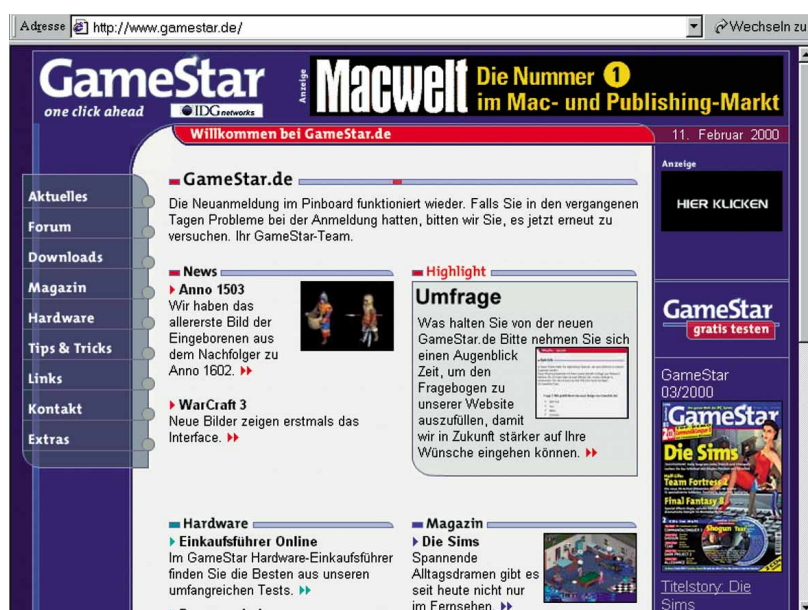 Adresse http://www.gamestar.de/ Wechseln zu
GameStar
one click ahead
IDG networks
Anzeige
Macwelt
Die Nummer 1
im Mac- und Publishing-Markt
Willkommen bei GameStar.de
11. Februar 2000
Aktuelles
Forum
Downloads
Magazin
Hardware
Tips & Tricks
Links
Kontakt
Extras
GameStar.de
Die Neuanmeldung im Pinboard funktioniert wieder. Falls Sie in den vergangenen
Tagen Probleme bei der Anmeldung hatten, bitten wir Sie, es jetzt erneut zu
versuchen. Ihr GameStar-Team.
News
Anno 1503
Wir haben das
allererste Bild der
Eingeborenen aus
dem Nachfolger zu
Anno 1602.
WarCraft 3
Neue Bilder zeigen erstmals das
Interface.
Highlight
Umfrage
Was halten Sie von der neuen
GameStar.de Bitte nehmen Sie sich
einen Augenblick
Zeit, um den
Fragebogen zu
unserer Website
auszufüllen, damit
wir in Zukunft stärker auf Ihre
Wünsche eingehen können.
Hardware
Einkaufsführer Online
Im GameStar Hardware-Einkaufsführer
finden Sie die Besten aus unseren
umfangreichen Tests.
Magazin
Die Sims
Spannende
Alltagsdramen gibt es
seit heute nicht nur
im Fernsehen.
Anzeige
HIER KLICKEN
GameStar
gratis testen
GameStar
03/2000
GameStar
Die Sims
Team Fortress 2
Final Fantasy 8
Shogun
Titelstory: Die
Sims